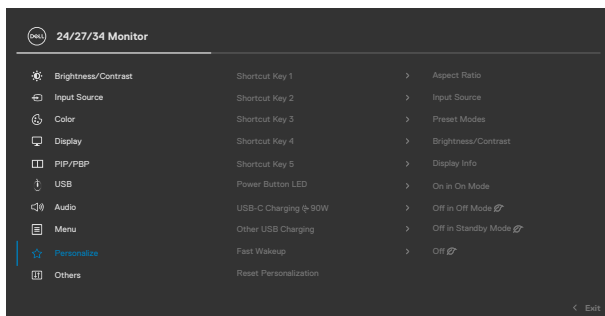 DELL 24/27/34 Monitor
Brightness/Contrast Shortcut Key 1 > Aspect Ratio
Input Source Shortcut Key 2 > Input Source
Color Shortcut Key 3 > Preset Modes
Display Shortcut Key 4 > Brightness/Contrast
PIP/PBP Shortcut Key 5 > Display Info
USB Power Button LED > On in On Mode
Audio USB-C Charging 90W > Off in Off Mode
Menu Other USB Charging > Off in Standby Mode
Personalize Fast Wakeup > Off
Others Reset Personalization
< Exit